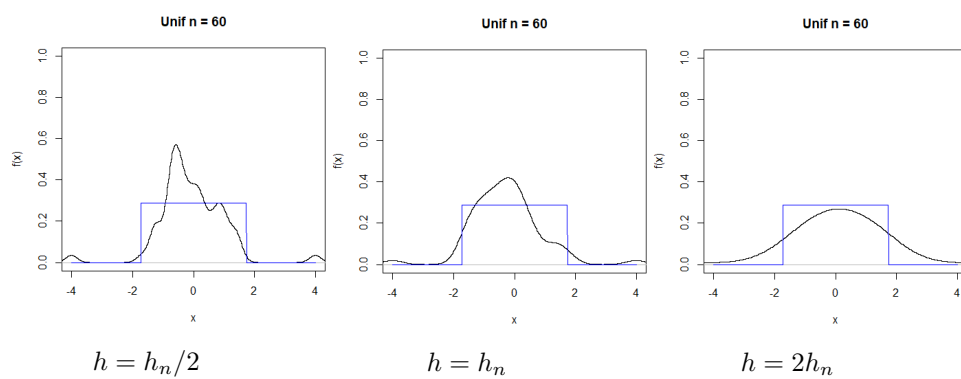 Unif n = 60
f(x)
0.0 0.2 0.4 0.6 0.8 1.0
-4 -2 0 2 4
x
h = hₙ/2
Unif n = 60
f(x)
0.0 0.2 0.4 0.6 0.8 1.0
-4 -2 0 2 4
x
h = hₙ
Unif n = 60
f(x)
0.0 0.2 0.4 0.6 0.8 1.0
-4 -2 0 2 4
x
h = 2hₙ